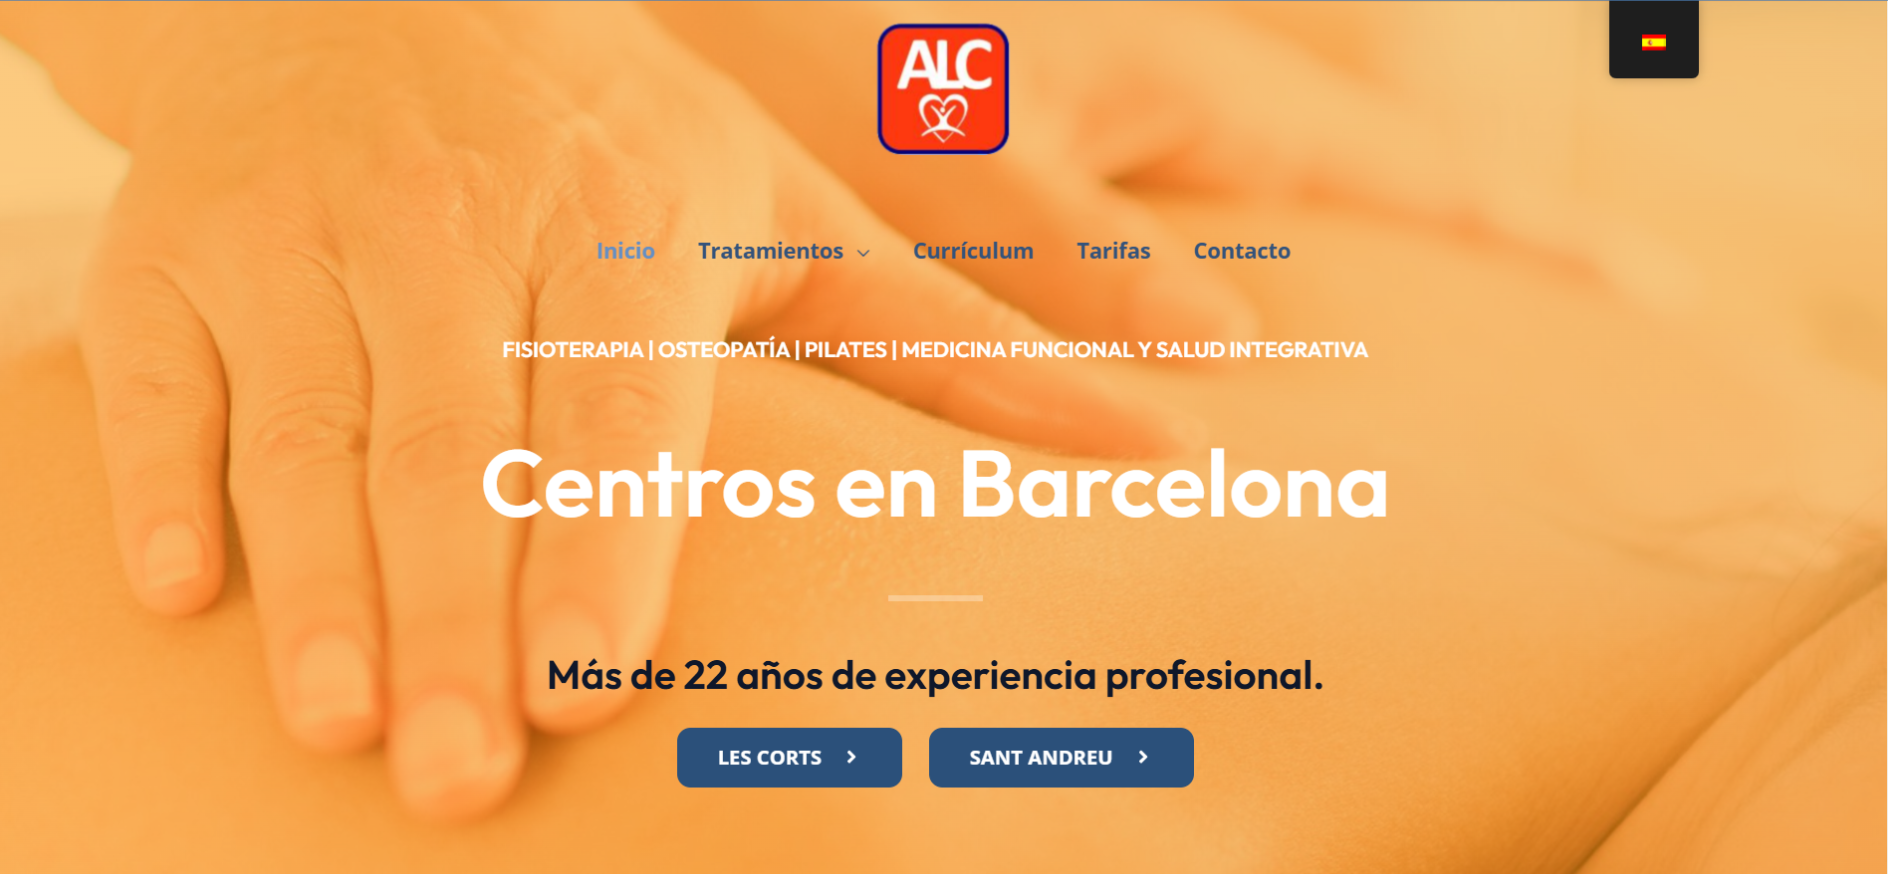 ALC
Inicio Tratamientos Currículum Tarifas Contacto
FISIOTERAPIA | OSTEOPATÍA | PILATES | MEDICINA FUNCIONAL Y SALUD INTEGRATIVA
Centros en Barcelona
Más de 22 años de experiencia profesional.
LES CORTS SANT ANDREU